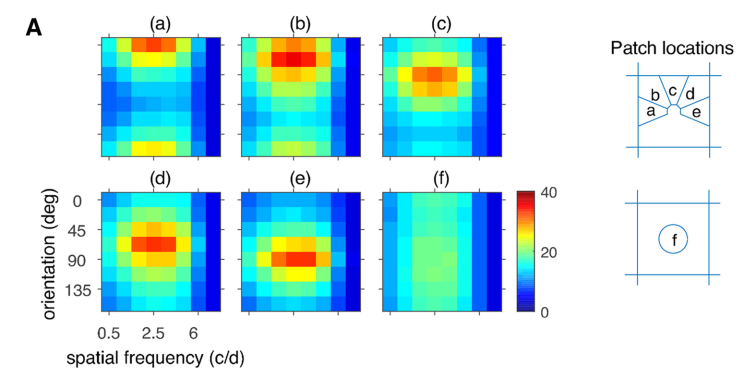 A
(a)
(b)
(c)
Patch locations
a
b
c
d
e
(d)
(e)
(f)
orientation (deg)
0
45
90
135
40
20
0
f
0.5
2.5
6
spatial frequency (c/d)